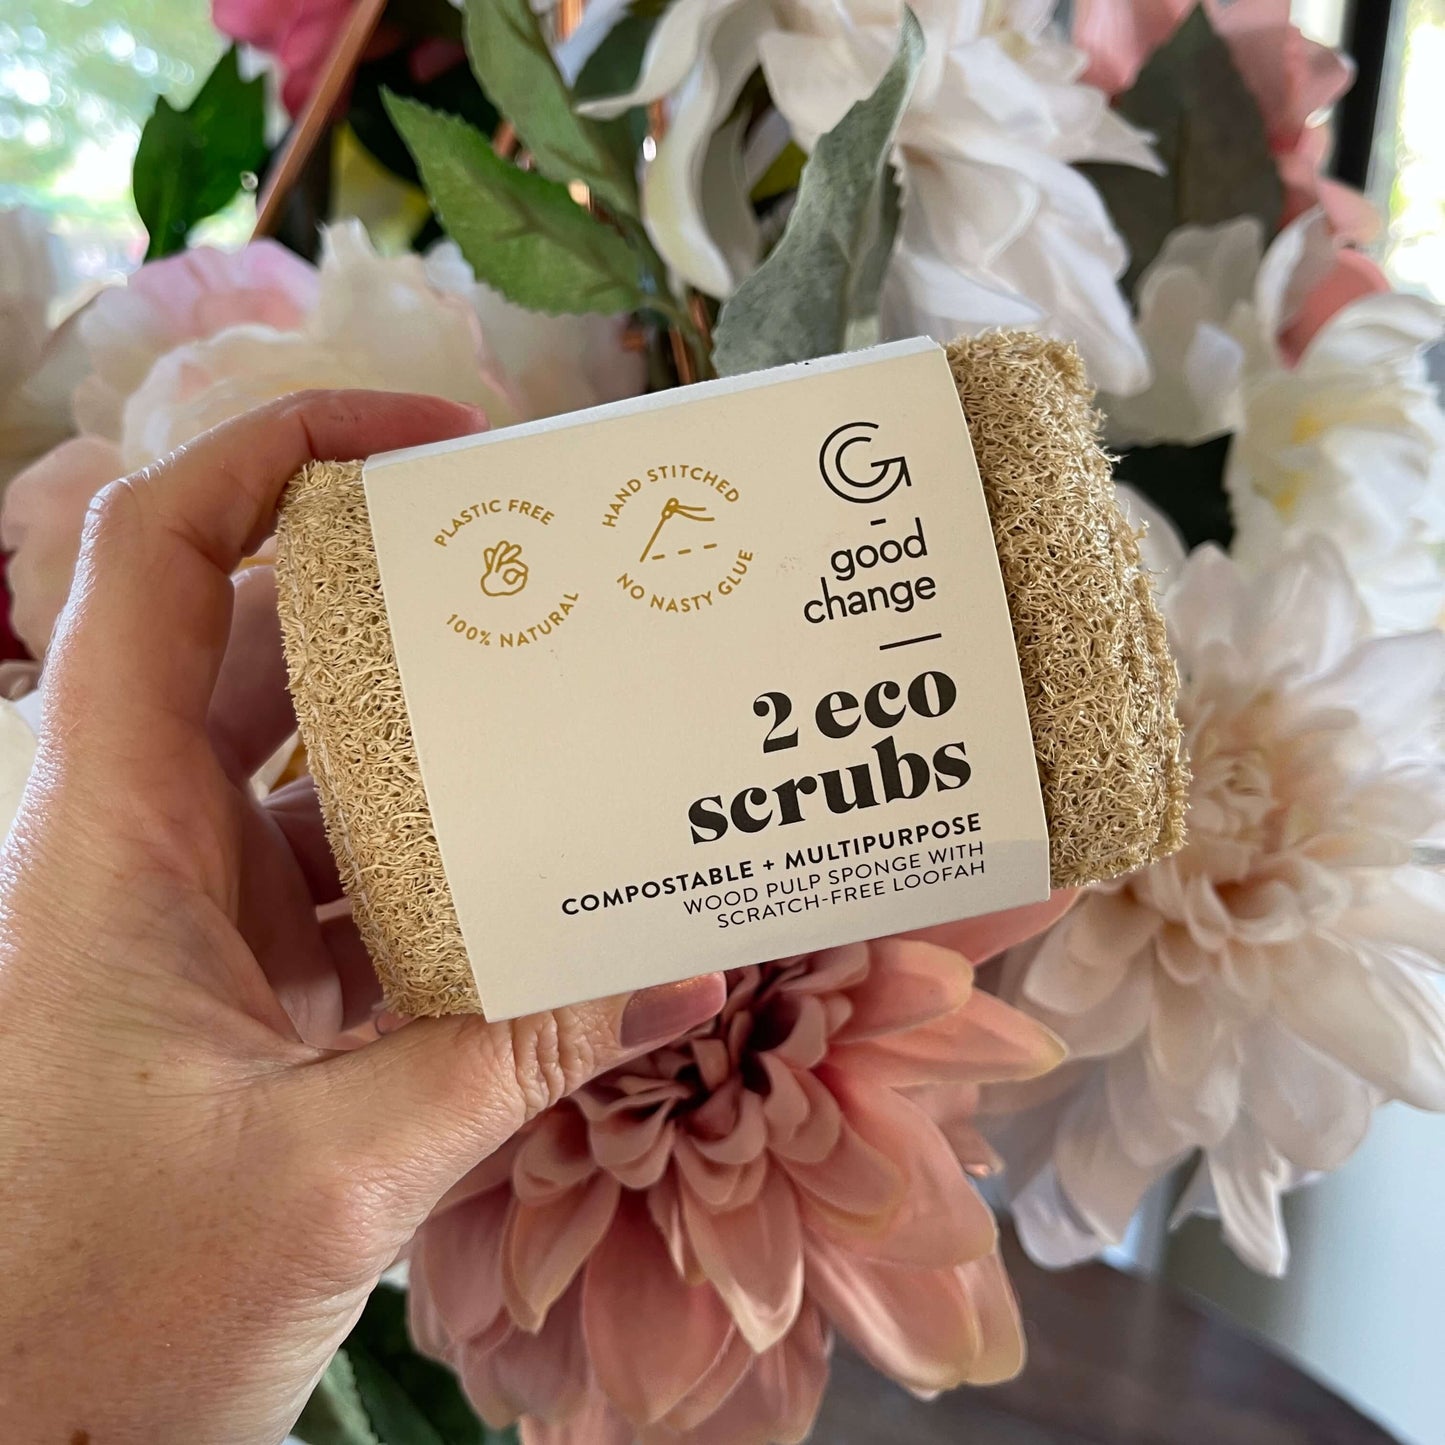 PLASTIC FREE
100% NATURAL
HAND STITCHED
NO NASTY GLUE
good
change
2 eco
scrubs
COMPOSTABLE + MULTIPURPOSE
WOOD PULP SPONGE WITH
SCRATCH-FREE LOOFAH